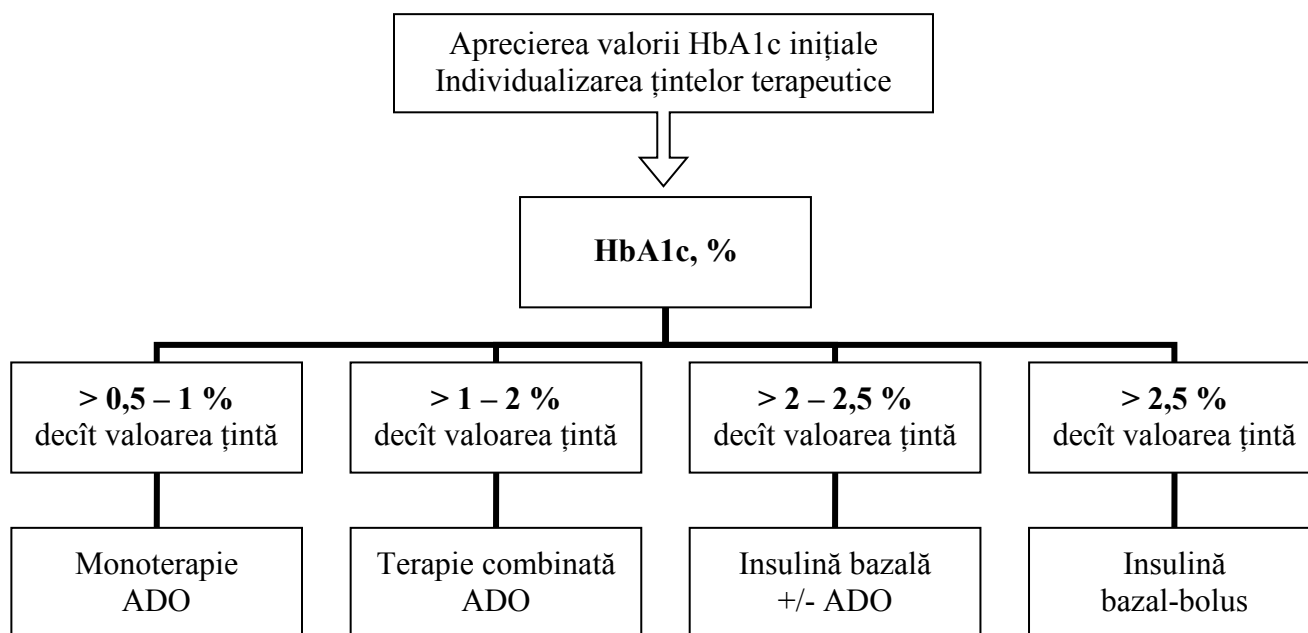 Aprecierea valorii HbA1c inițiale
Individualizarea țintelor terapeutice
HbA1c, %
> 0,5 – 1 %
decît valoarea țintă
> 1 – 2 %
decît valoarea țintă
> 2 – 2,5%
decît valoarea țintă
> 2,5 %
decît valoarea țintă
Monoterapie
ADO
Terapie combinată
ADO
Insulină bazală
+/- ADO
Insulină
bazal-bolus